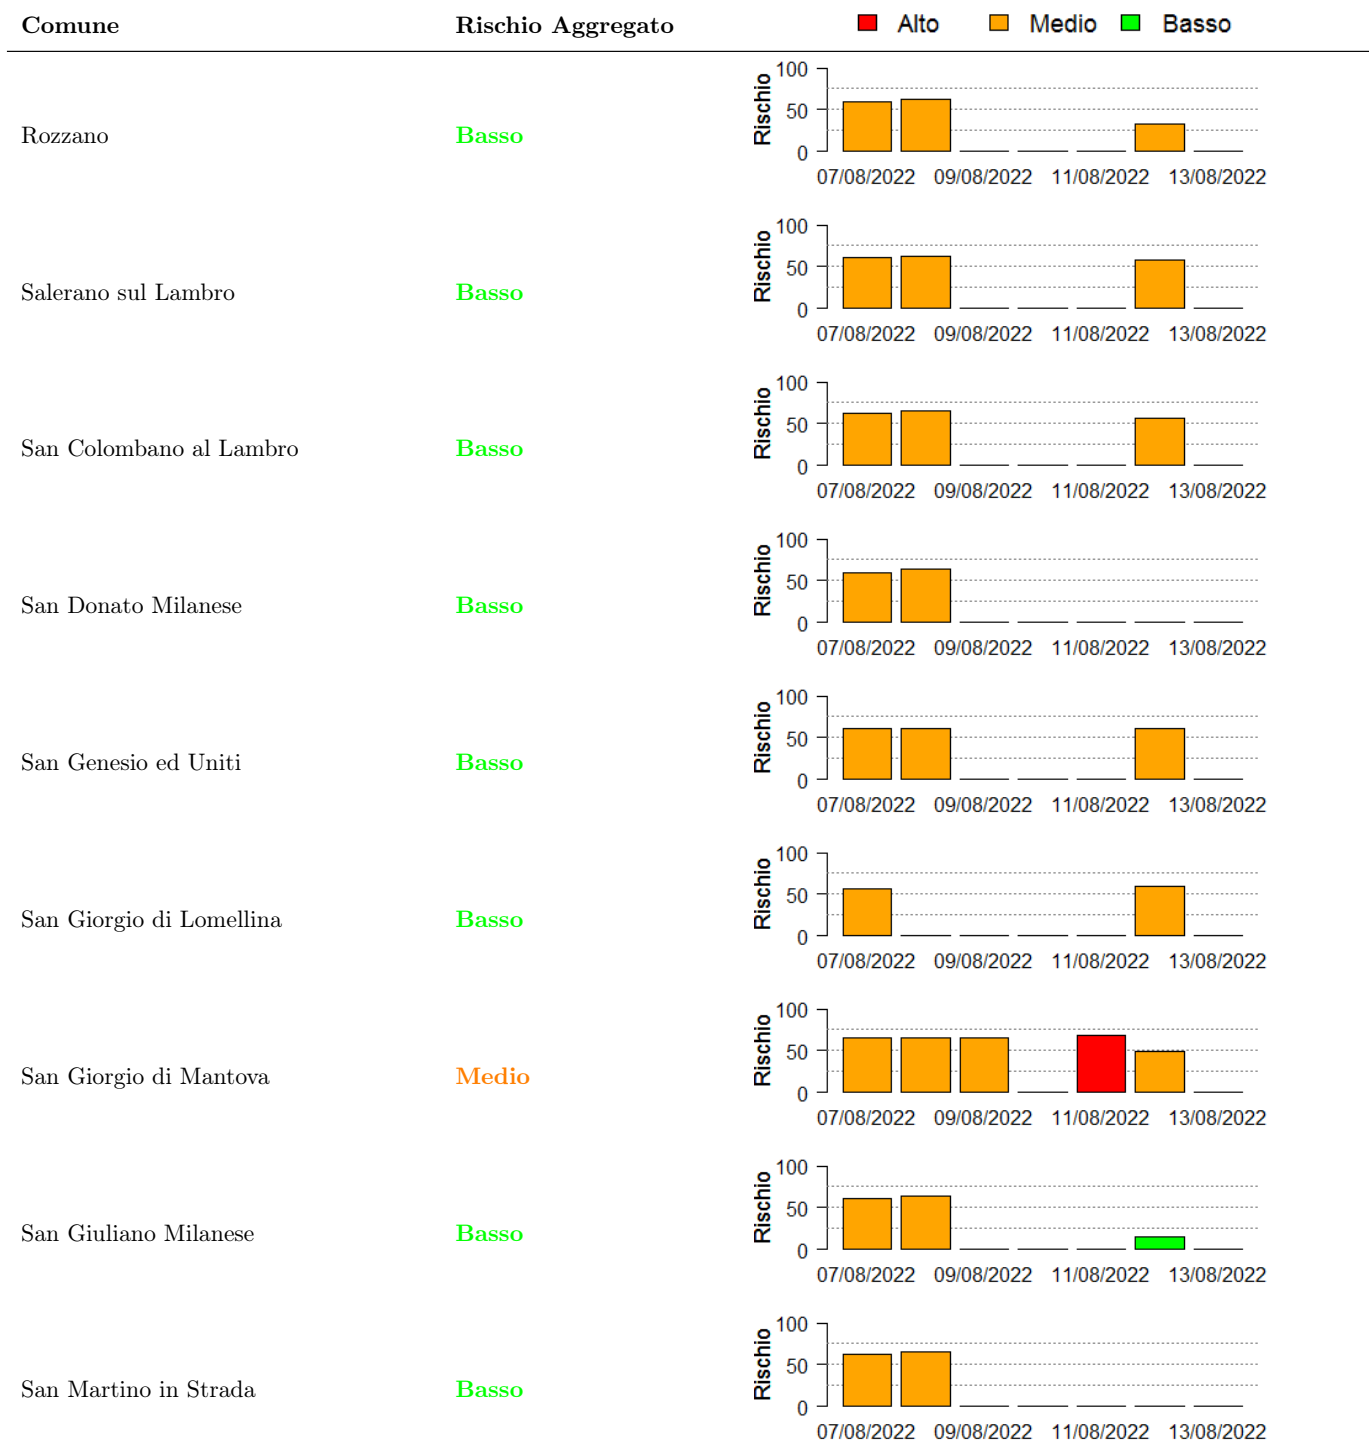 Comune Rischio Aggregato Alto Medio Basso
Rozzano Basso
Rischio
100
50
0
07/08/2022 09/08/2022 11/08/2022 13/08/2022
Salerano sul Lambro Basso
Rischio
100
50
0
07/08/2022 09/08/2022 11/08/2022 13/08/2022
San Colombano al Lambro Basso
Rischio
100
50
0
07/08/2022 09/08/2022 11/08/2022 13/08/2022
San Donato Milanese Basso
Rischio
100
50
0
07/08/2022 09/08/2022 11/08/2022 13/08/2022
San Genesio ed Uniti Basso
Rischio
100
50
0
07/08/2022 09/08/2022 11/08/2022 13/08/2022
San Giorgio di Lomellina Basso
Rischio
100
50
0
07/08/2022 09/08/2022 11/08/2022 13/08/2022
San Giorgio di Mantova Medio
Rischio
100
50
0
07/08/2022 09/08/2022 11/08/2022 13/08/2022
San Giuliano Milanese Basso
Rischio
100
50
0
07/08/2022 09/08/2022 11/08/2022 13/08/2022
San Martino in Strada Basso
Rischio
100
50
0
07/08/2022 09/08/2022 11/08/2022 13/08/2022